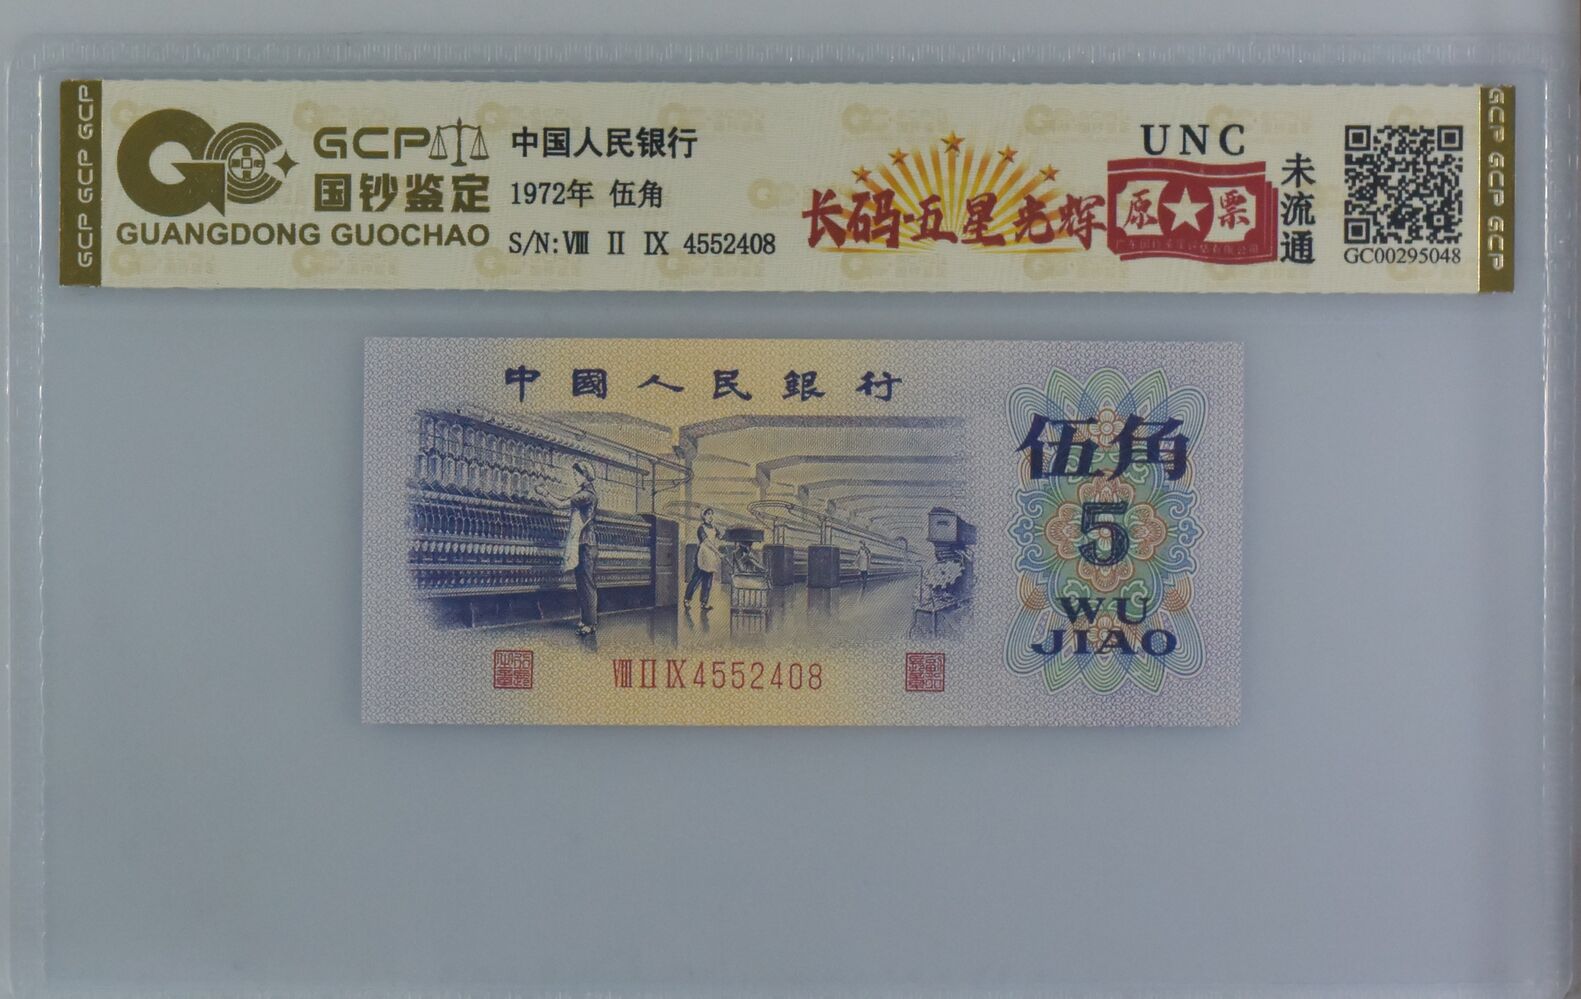 GCP GCP GCP
GCP
国钞鉴定
GUANGDONG GUOCHAO
中国人民银行
1972年 伍角
S/N: Ⅷ Ⅱ Ⅸ 4552408
长码·五星光辉
UNC
原★票
未流通
GC00295048
GCP GCP GCP
中國人民銀行
伍角
5
WU
JIAO
ⅧⅡⅨ4552408